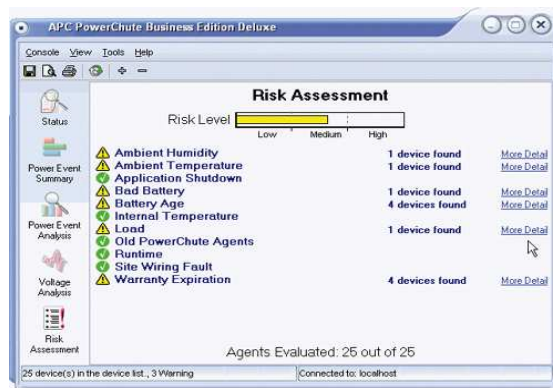 APC PowerChute Business Edition Deluxe
Console View Tools Help
Risk Assessment
Risk Level
Low Medium High
Ambient Humidity 1 device found More Detail
Ambient Temperature 1 device found More Detail
Application Shutdown
Bad Battery 1 device found More Detail
Battery Age 4 devices found More Detail
Internal Temperature
Load 1 device found More Detail
Old PowerChute Agents
Runtime
Site Wiring Fault
Warranty Expiration 4 devices found More Detail
Agents Evaluated: 25 out of 25
Status
Power Event
Summary
Power Event
Analysis
Voltage
Analysis
Risk
Assessment
25 device(s) in the device list., 3 Warning
Connected to: localhost